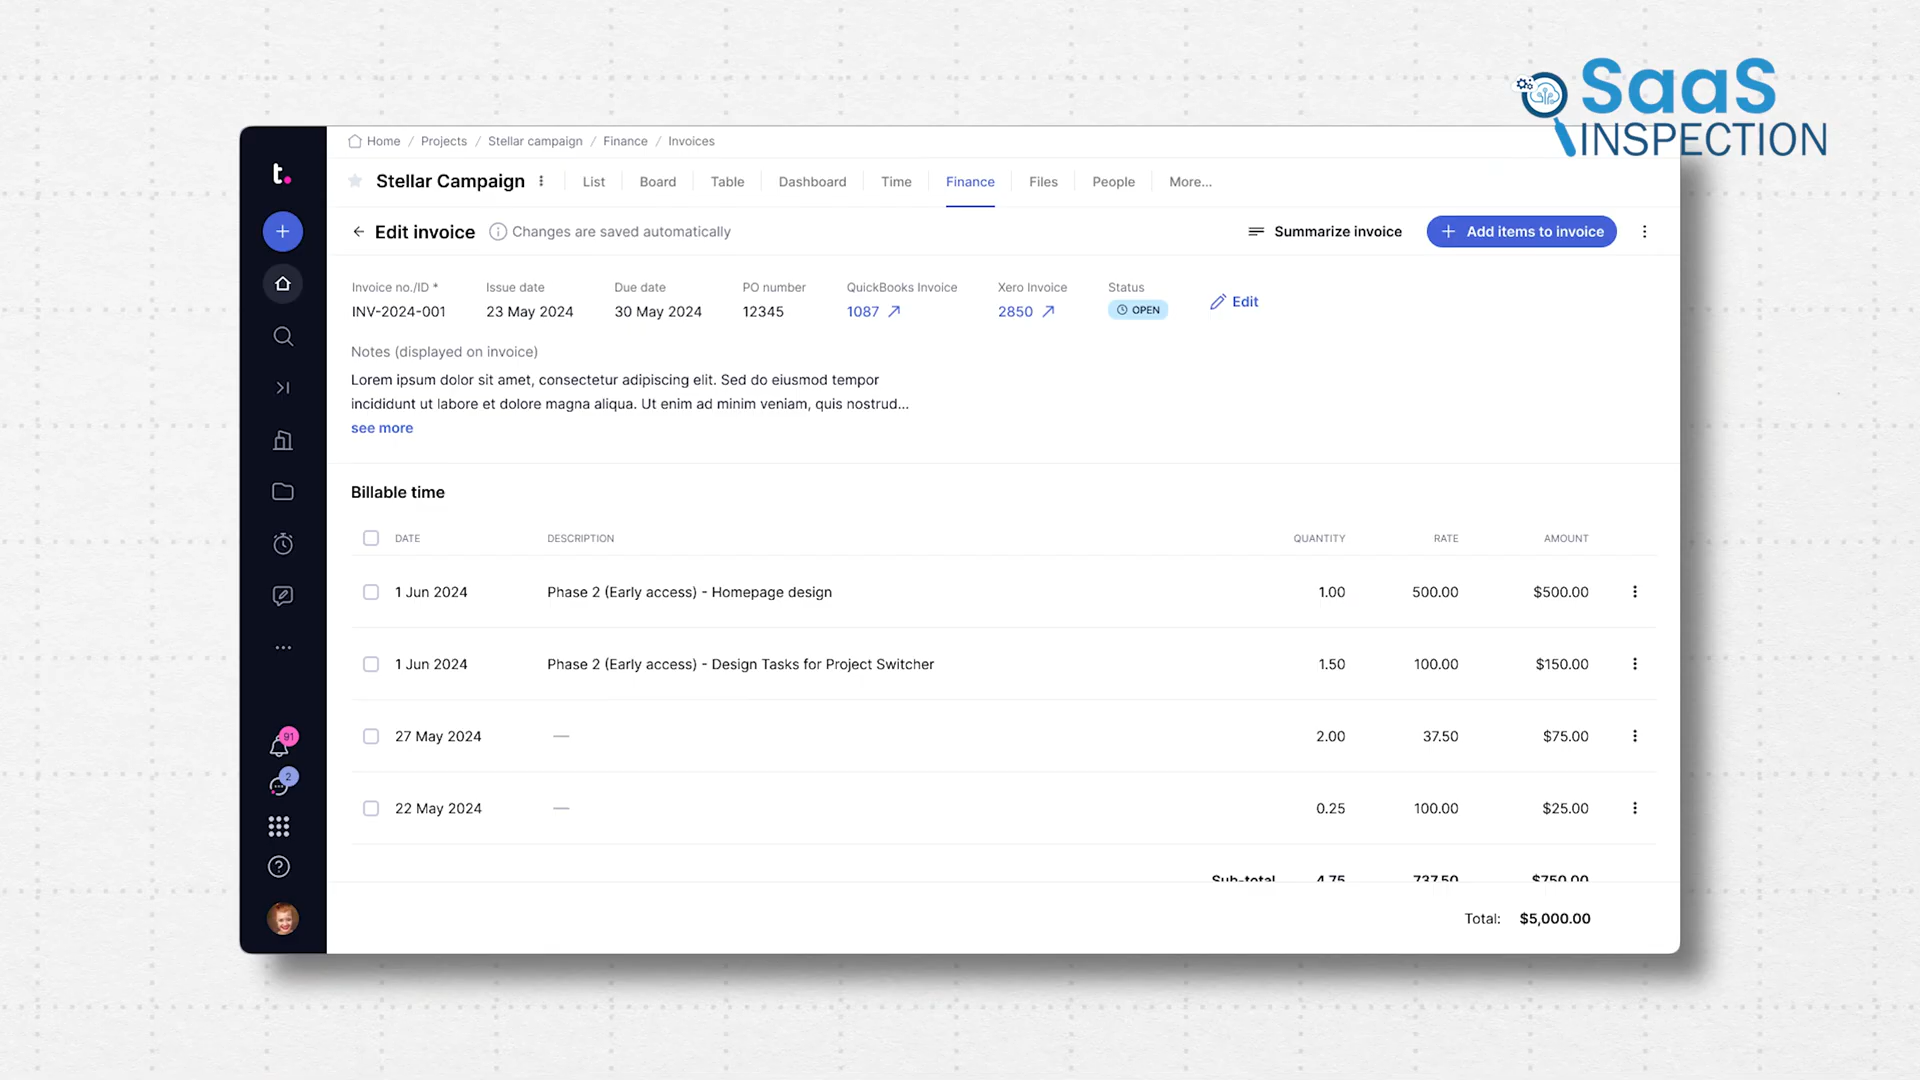 SaaS
INSPECTION
Home / Projects / Stellar campaign / Finance / Invoices
t.
Stellar Campaign List Board Table Dashboard Time Finance Files People More...
Edit invoice Changes are saved automatically Summarize invoice + Add items to invoice
Invoice no./ID * Issue date Due date PO number QuickBooks Invoice Xero Invoice Status
INV-2024-001 23 May 2024 30 May 2024 12345 1087 2850 OPEN Edit
Notes (displayed on invoice)
Lorem ipsum dolor sit amet, consectetur adipiscing elit. Sed do eiusmod tempor
incididunt ut labore et dolore magna aliqua. Ut enim ad minim veniam, quis nostrud...
see more
Billable time
DATE DESCRIPTION QUANTITY RATE AMOUNT
1 Jun 2024 Phase 2 (Early access) - Homepage design 1.00 500.00 $500.00
1 Jun 2024 Phase 2 (Early access) - Design Tasks for Project Switcher 1.50 100.00 $150.00
27 May 2024 — 2.00 37.50 $75.00
22 May 2024 — 0.25 100.00 $25.00
Sub-total 4.75 737.50 $750.00
Total: $5,000.00
91
2